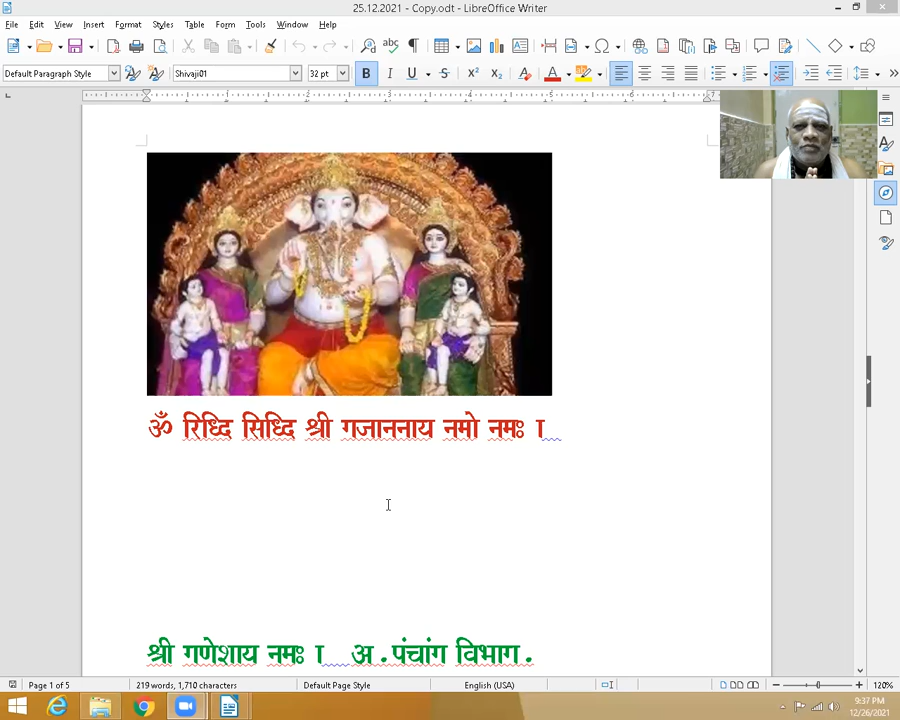 25.12.2021 - Copy.odt - LibreOffice Writer
File Edit View Insert Format Styles Table Form Tools Window Help
Default Paragraph Style Shivaji01 32 pt
ॐ रिध्दि सिध्दि श्री गजाननाय नमो नमः ।
श्री गणेशाय नमः । अ.पंचांग विभाग.
Page 1 of 5 219 words, 1,710 characters Default Page Style English (USA) 120%
9:37 PM
12/26/2021